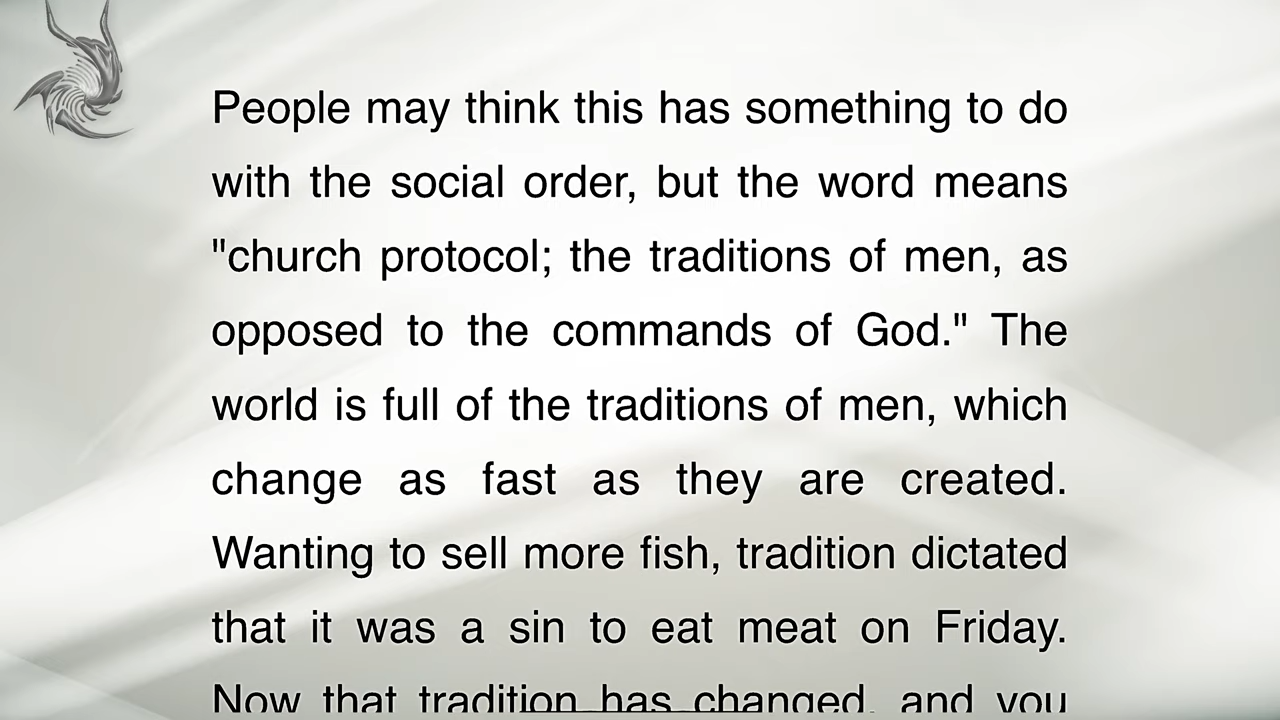 People may think this has something to do
with the social order, but the word means
"church protocol; the traditions of men, as
opposed to the commands of God." The
world is full of the traditions of men, which
change as fast as they are created.
Wanting to sell more fish, tradition dictated
that it was a sin to eat meat on Friday.
Now that tradition has changed, and you